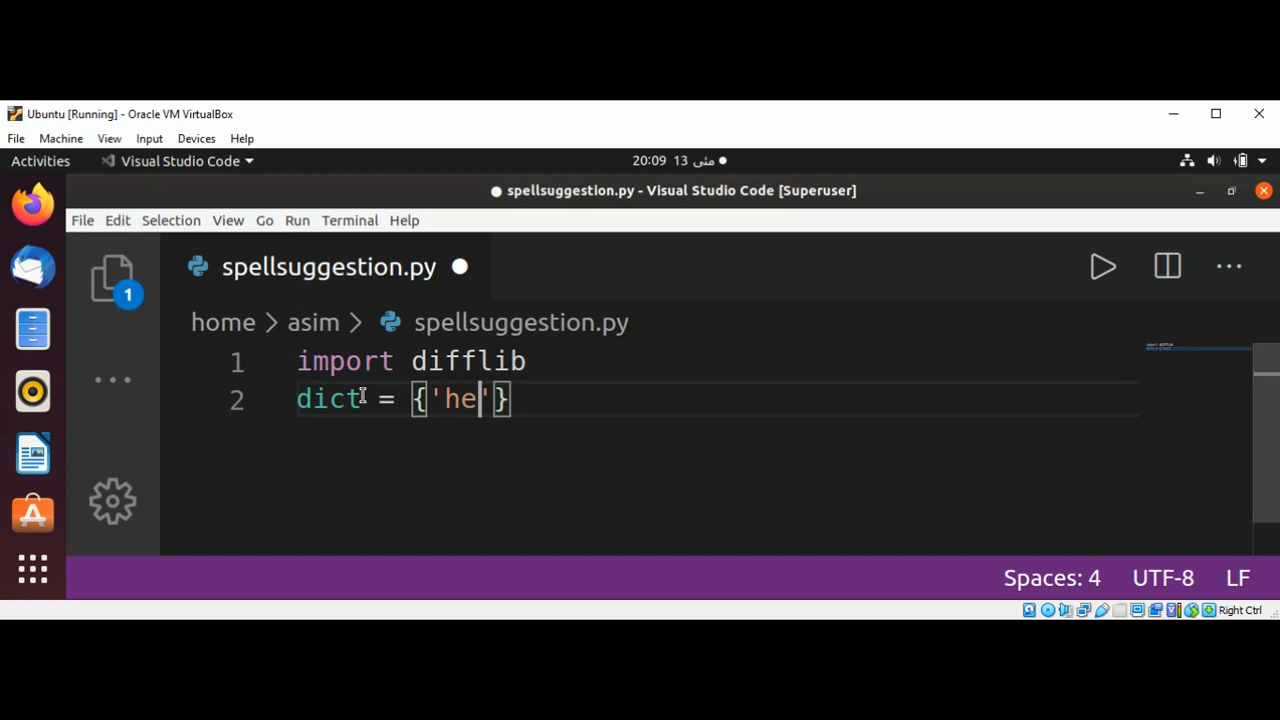 Ubuntu [Running] - Oracle VM VirtualBox
File Machine View Input Devices Help
Activities Visual Studio Code 20:09 13 مئی
spellsuggestion.py - Visual Studio Code [Superuser]
File Edit Selection View Go Run Terminal Help
spellsuggestion.py
1
home > asim > spellsuggestion.py
1 import difflib
2 dict = {'he'}
Spaces: 4 UTF-8 LF
Right Ctrl